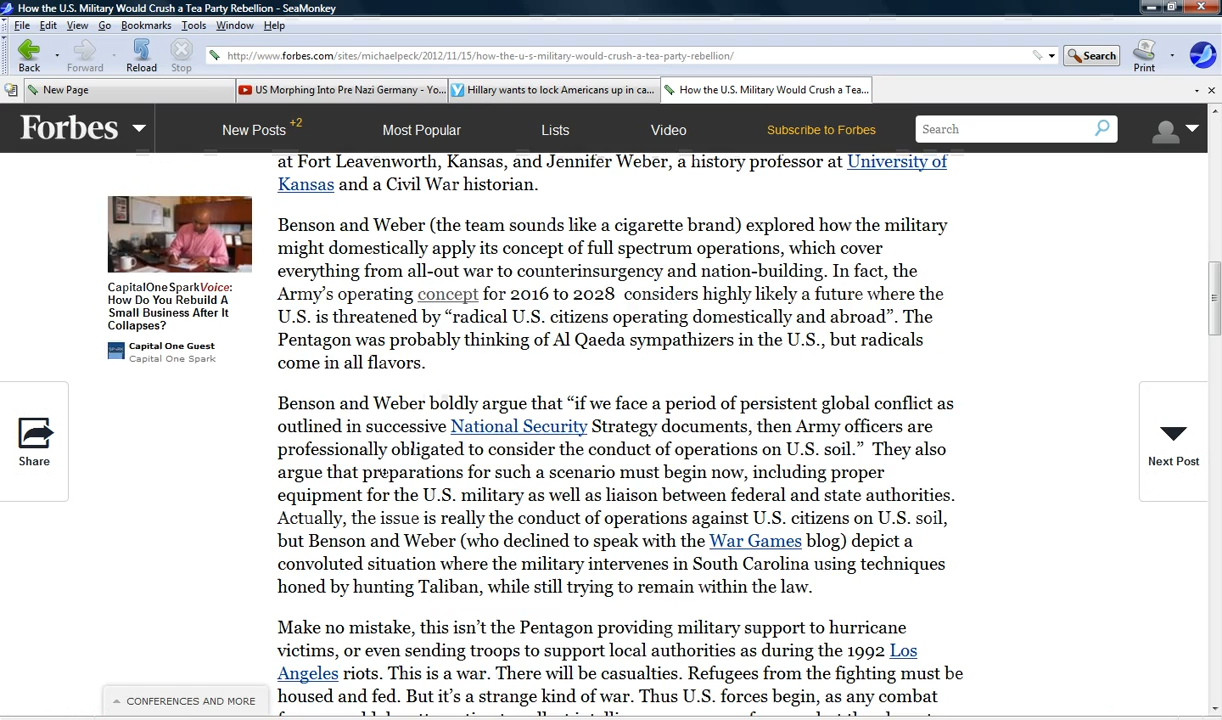 How the U.S. Military Would Crush a Tea Party Rebellion - SeaMonkey
File Edit View Go Bookmarks Tools Window Help
Back Forward Reload Stop
http://www.forbes.com/sites/michaelpeck/2012/11/15/how-the-u-s-military-would-crush-a-tea-party-rebellion/
Search
Print
New Page
US Morphing Into Pre Nazi Germany - Yo...
Hillary wants to lock Americans up in ca...
How the U.S. Military Would Crush a Tea...
Forbes
New Posts +2
Most Popular
Lists
Video
Subscribe to Forbes
Search
at Fort Leavenworth, Kansas, and Jennifer Weber, a history professor at University of
Kansas and a Civil War historian.
CapitalOne SparkVoice:
How Do You Rebuild A
Small Business After It
Collapses?
Capital One Guest
Capital One Spark
Benson and Weber (the team sounds like a cigarette brand) explored how the military
might domestically apply its concept of full spectrum operations, which cover
everything from all-out war to counterinsurgency and nation-building. In fact, the
Army’s operating concept for 2016 to 2028 considers highly likely a future where the
U.S. is threatened by “radical U.S. citizens operating domestically and abroad”. The
Pentagon was probably thinking of Al Qaeda sympathizers in the U.S., but radicals
come in all flavors.
Share
Next Post
Benson and Weber boldly argue that “if we face a period of persistent global conflict as
outlined in successive National Security Strategy documents, then Army officers are
professionally obligated to consider the conduct of operations on U.S. soil.” They also
argue that preparations for such a scenario must begin now, including proper
equipment for the U.S. military as well as liaison between federal and state authorities.
Actually, the issue is really the conduct of operations against U.S. citizens on U.S. soil,
but Benson and Weber (who declined to speak with the War Games blog) depict a
convoluted situation where the military intervenes in South Carolina using techniques
honed by hunting Taliban, while still trying to remain within the law.
Make no mistake, this isn’t the Pentagon providing military support to hurricane
victims, or even sending troops to support local authorities as during the 1992 Los
Angeles riots. This is a war. There will be casualties. Refugees from the fighting must be
housed and fed. But it’s a strange kind of war. Thus U.S. forces begin, as any combat
CONFERENCES AND MORE